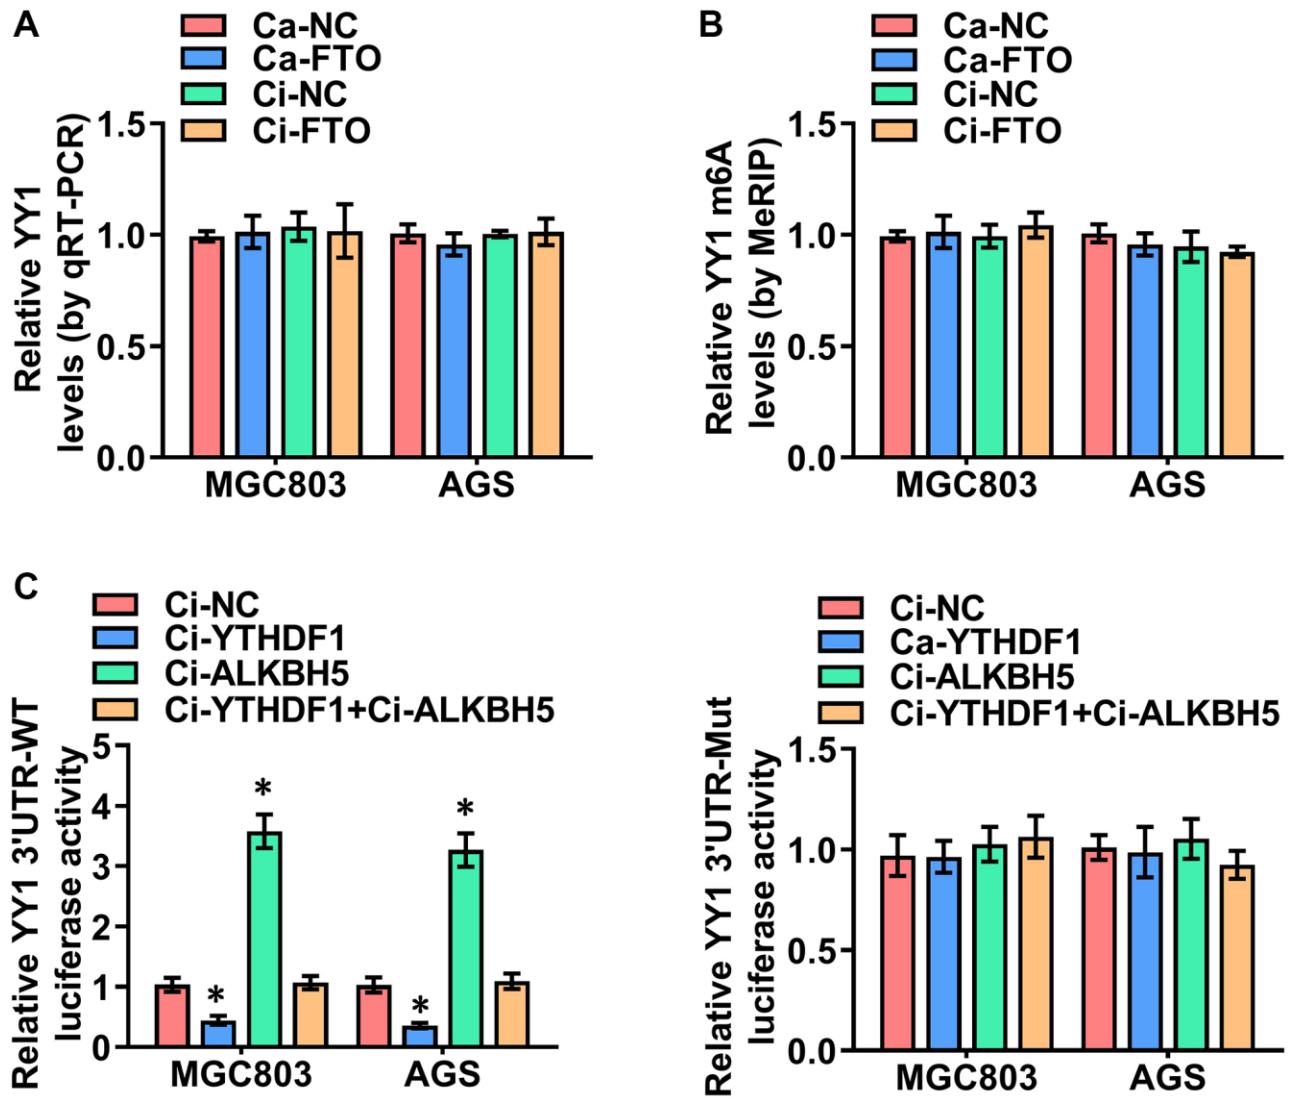 A
Ca-NC
Ca-FTO
Ci-NC
Ci-FTO
Relative YY1
levels (by qRT-PCR)
1.5
1.0
0.5
0.0
MGC803
AGS
B
Ca-NC
Ca-FTO
Ci-NC
Ci-FTO
Relative YY1 m6A
levels (by MeRIP)
1.5
1.0
0.5
0.0
MGC803
AGS
C
Ci-NC
Ci-YTHDF1
Ci-ALKBH5
Ci-YTHDF1+Ci-ALKBH5
Relative YY1 3'UTR-WT
luciferase activity
5
4
3
2
1
0
*
*
*
*
MGC803
AGS
Ci-NC
Ca-YTHDF1
Ci-ALKBH5
Ci-YTHDF1+Ci-ALKBH5
Relative YY1 3'UTR-Mut
luciferase activity
1.5
1.0
0.5
0.0
MGC803
AGS